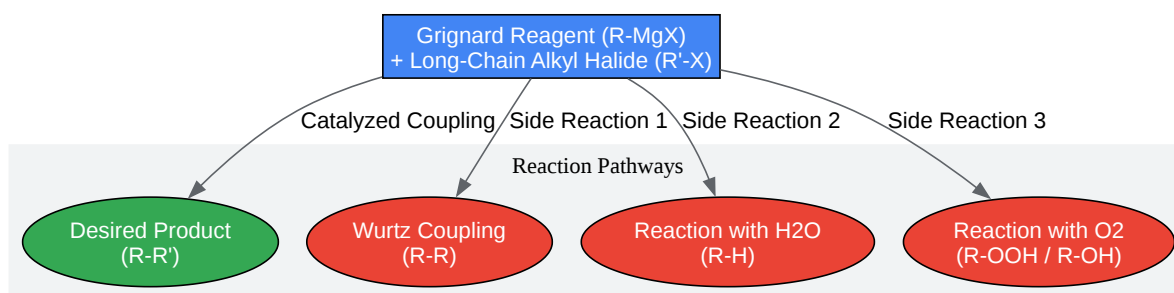 Grignard Reagent (R-MgX)
+ Long-Chain Alkyl Halide (R'-X)
Catalyzed Coupling
Side Reaction 1
Side Reaction 2
Side Reaction 3
Reaction Pathways
Desired Product
(R-R')
Wurtz Coupling
(R-R)
Reaction with H2O
(R-H)
Reaction with O2
(R-OOH / R-OH)